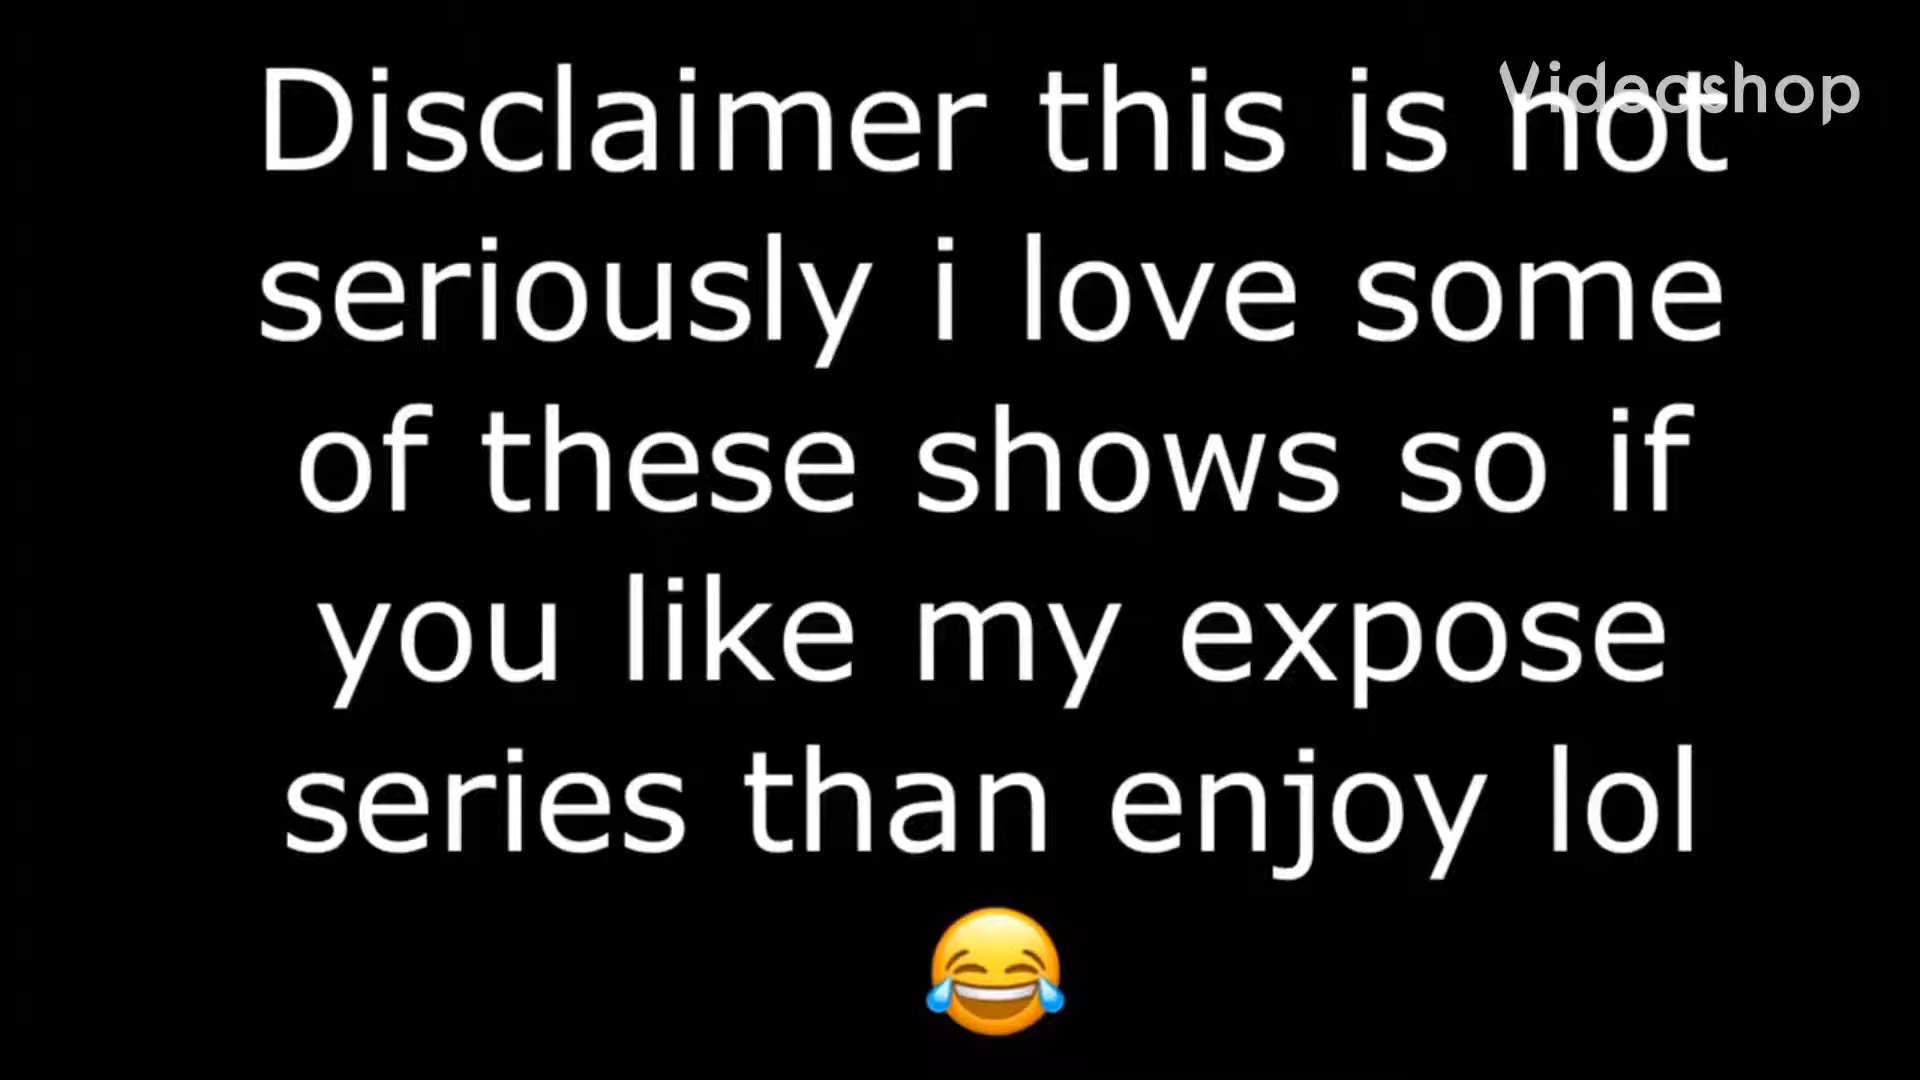 Videoshop
Disclaimer this is not
seriously i love some
of these shows so if
you like my expose
series than enjoy lol
😂